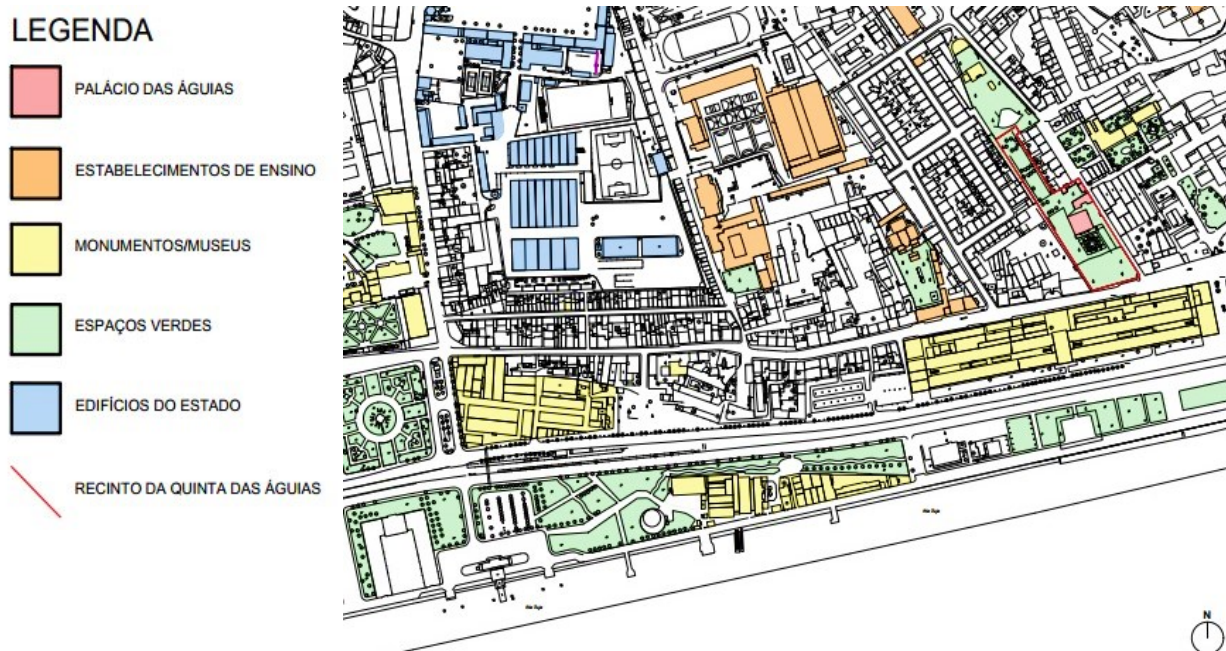 LEGENDA
PALÁCIO DAS ÁGUIAS
ESTABELECIMENTOS DE ENSINO
MONUMENTOS/MUSEUS
ESPAÇOS VERDES
EDIFÍCIOS DO ESTADO
RECINTO DA QUINTA DAS ÁGUIAS
N